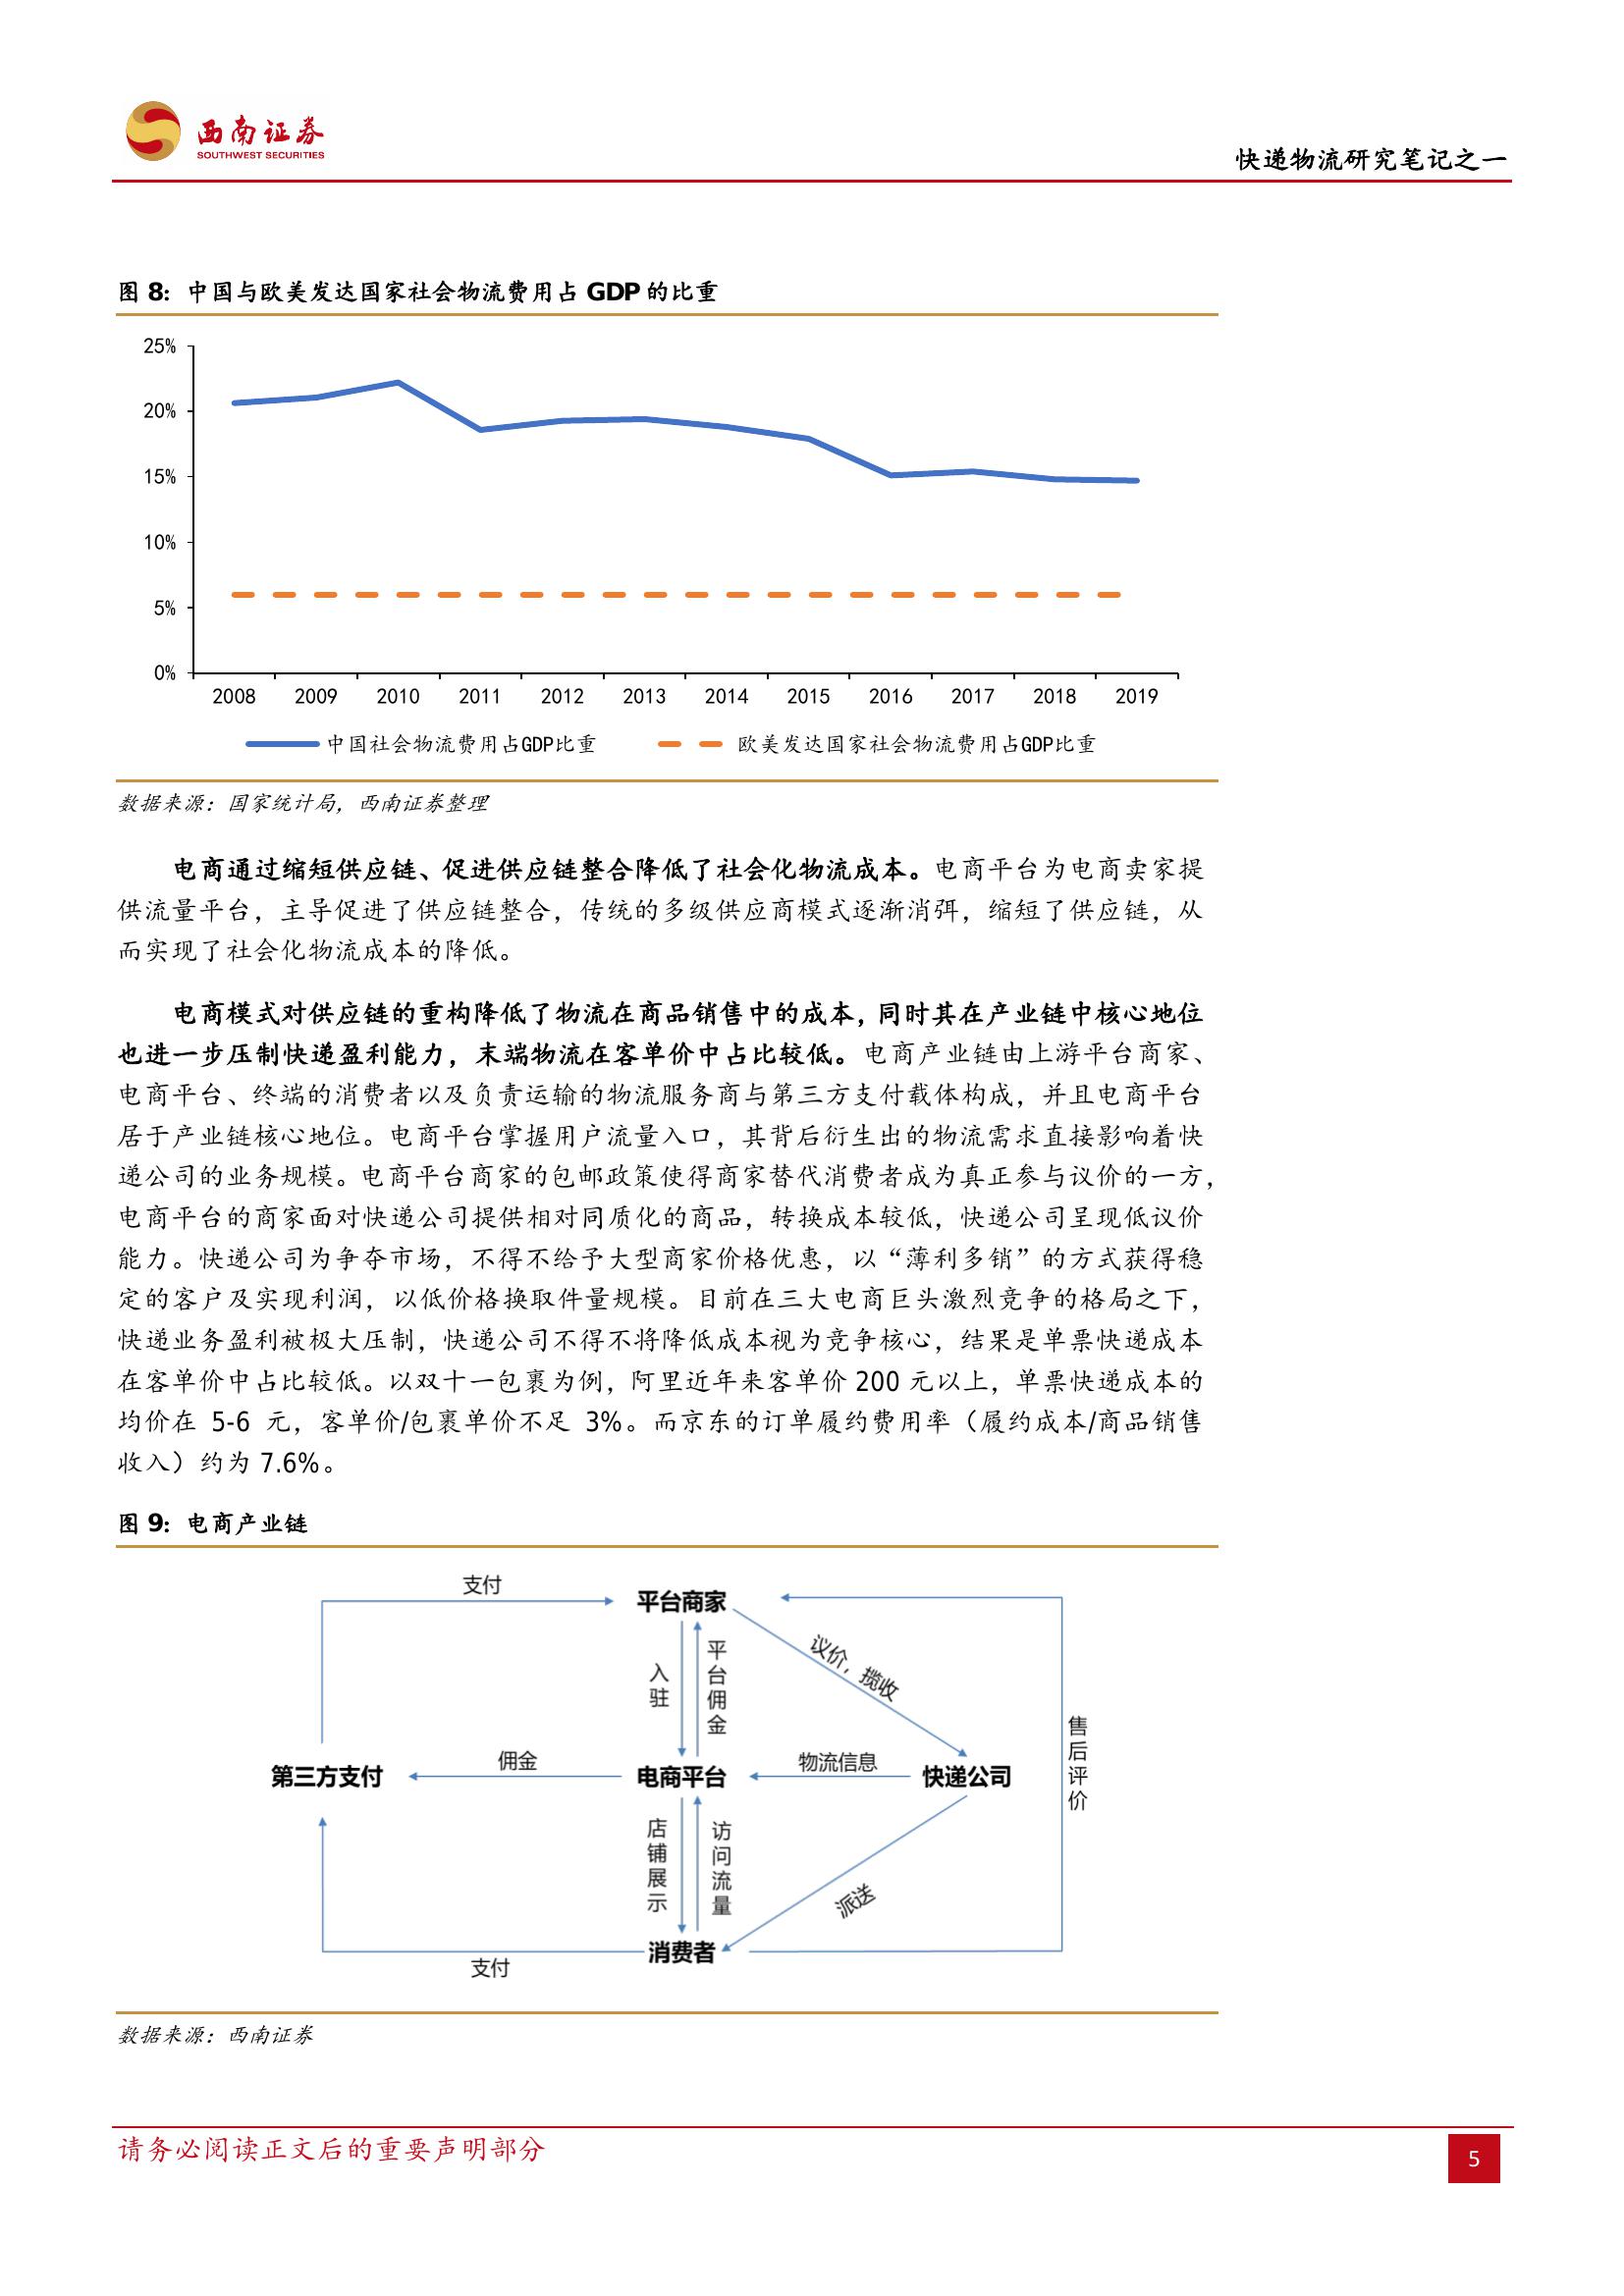 西南证券
SOUTHWEST SECURITIES
快递物流研究笔记之一
图 8：中国与欧美发达国家社会物流费用占 GDP 的比重
25%
20%
15%
10%
5%
0%
2008 2009 2010 2011 2012 2013 2014 2015 2016 2017 2018 2019
中国社会物流费用占GDP比重 欧美发达国家社会物流费用占GDP比重
数据来源：国家统计局，西南证券整理
电商通过缩短供应链、促进供应链整合降低了社会化物流成本。电商平台为电商卖家提
供流量平台，主导促进了供应链整合，传统的多级供应商模式逐渐消弭，缩短了供应链，从
而实现了社会化物流成本的降低。
电商模式对供应链的重构降低了物流在商品销售中的成本，同时其在产业链中核心地位
也进一步压制快递盈利能力，末端物流在客单价中占比较低。电商产业链由上游平台商家、
电商平台、终端的消费者以及负责运输的物流服务商与第三方支付载体构成，并且电商平台
居于产业链核心地位。电商平台掌握用户流量入口，其背后衍生出的物流需求直接影响着快
递公司的业务规模。电商平台商家的包邮政策使得商家替代消费者成为真正参与议价的一方，
电商平台的商家面对快递公司提供相对同质化的商品，转换成本较低，快递公司呈现低议价
能力。快递公司为争夺市场，不得不给予大型商家价格优惠，以“薄利多销”的方式获得稳
定的客户及实现利润，以低价格换取件量规模。目前在三大电商巨头激烈竞争的格局之下，
快递业务盈利被极大压制，快递公司不得不将降低成本视为竞争核心，结果是单票快递成本
在客单价中占比较低。以双十一包裹为例，阿里近年来客单价 200 元以上，单票快递成本的
均价在 5-6 元，客单价/包裹单价不足 3%。而京东的订单履约费用率（履约成本/商品销售
收入）约为 7.6%。
图 9：电商产业链
支付
平台商家
议价，揽收
入驻
平台佣金
售后评价
第三方支付
佣金
电商平台
物流信息
快递公司
店铺展示
访问流量
派送
消费者
支付
数据来源：西南证券
请务必阅读正文后的重要声明部分
5